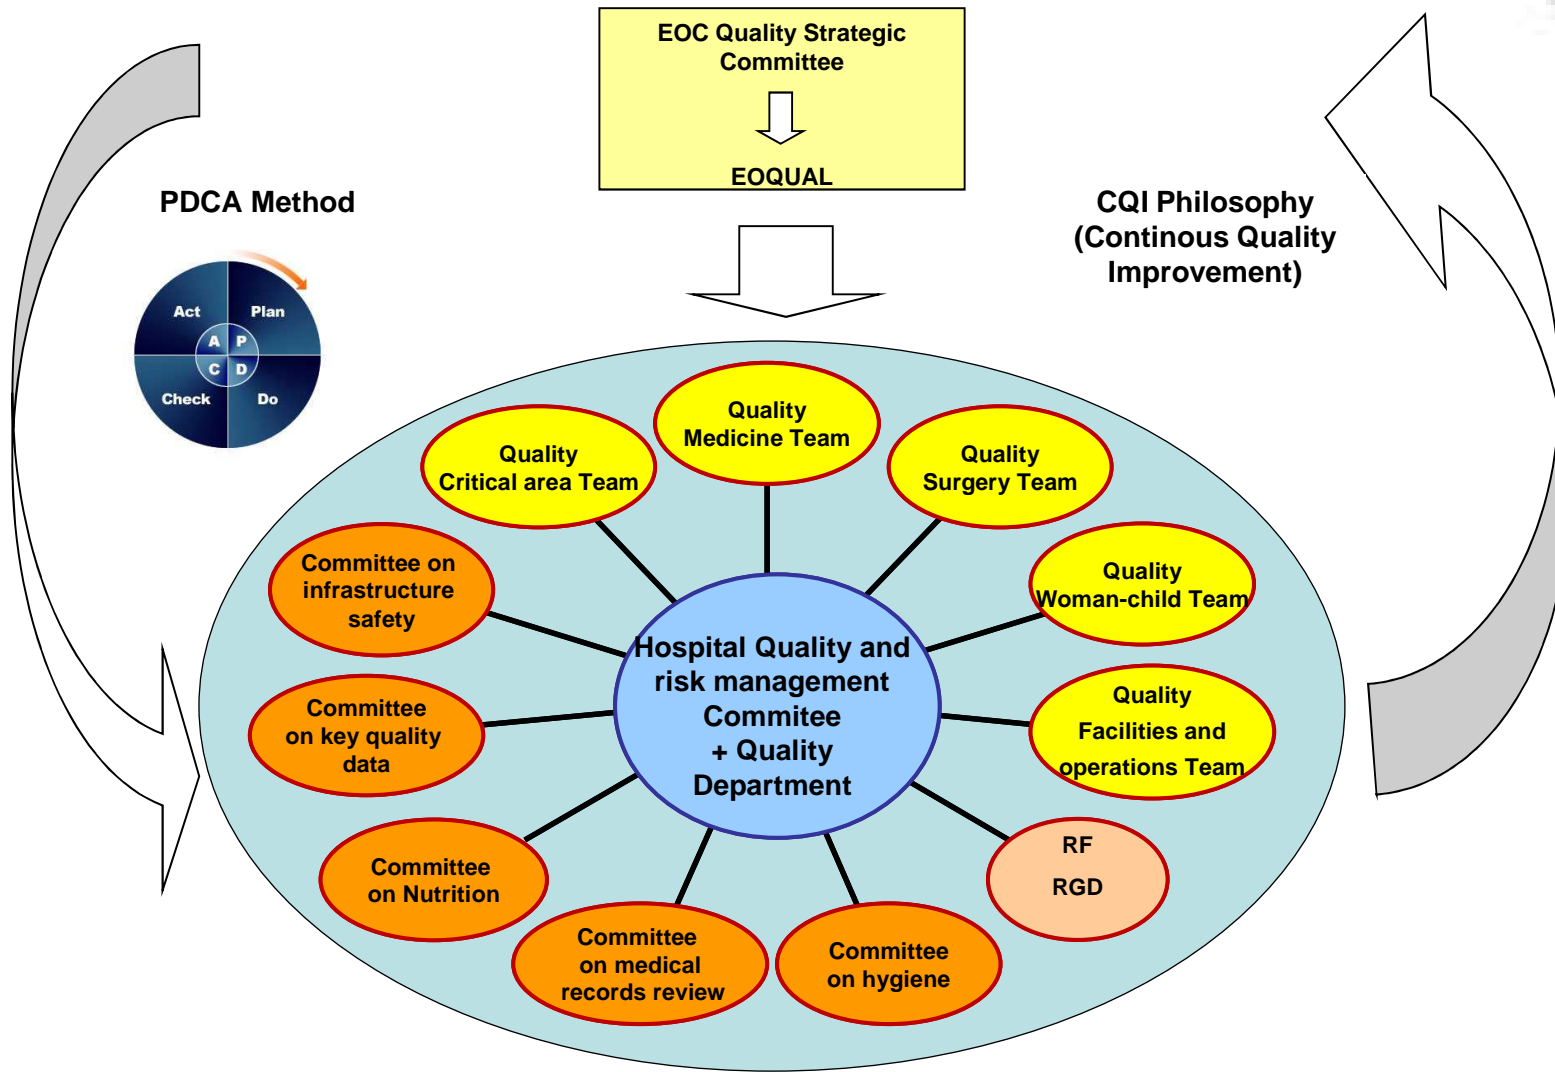 EOC Quality Strategic
Committee
EOQUAL
PDCA Method
Act
Plan
A
P
C
D
Check
Do
CQI Philosophy
(Continous Quality
Improvement)
Quality
Medicine Team
Quality
Critical area Team
Quality
Surgery Team
Committee on
infrastructure
safety
Quality
Woman-child Team
Hospital Quality and
risk management
Commitee
+ Quality
Department
Committee
on key quality
data
Quality
Facilities and
operations Team
Committee
on Nutrition
RF
RGD
Committee
on medical
records review
Committee
on hygiene